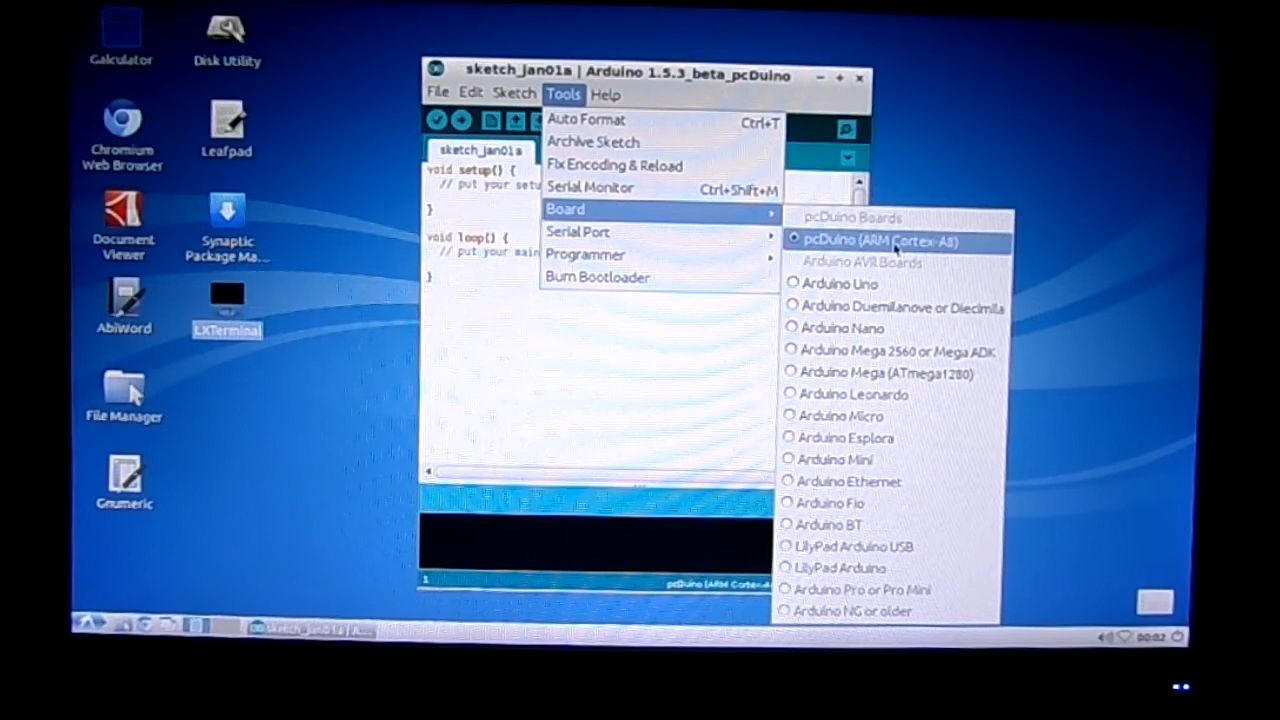 Galculator
Disk Utility
Chromium
Web Browser
Leafpad
Document
Viewer
Synaptic
Package Ma...
AbiWord
LXTerminal
File Manager
Gnumeric
sketch_jan01a | Arduino 1.5.3_beta_pcDuino
File Edit Sketch Tools Help
sketch_jan01a
void setup() {
// put your setu
}
void loop() {
// put your main
}
Auto Format Ctrl+T
Archive Sketch
Fix Encoding & Reload
Serial Monitor Ctrl+Shift+M
Board
Serial Port
Programmer
Burn Bootloader
pcDuino Boards
pcDuino (ARM Cortex-A8)
Arduino AVR Boards
Arduino Uno
Arduino Duemilanove or Diecimila
Arduino Nano
Arduino Mega 2560 or Mega ADK
Arduino Mega (ATmega1280)
Arduino Leonardo
Arduino Micro
Arduino Esplora
Arduino Mini
Arduino Ethernet
Arduino Fio
Arduino BT
LilyPad Arduino USB
LilyPad Arduino
Arduino Pro or Pro Mini
Arduino NG or older
1
pcDuino (ARM Cortex-A
sketch_jan01a | A...
00:02